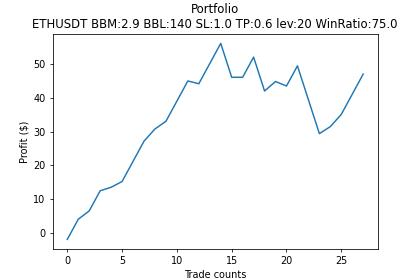 Portfolio
ETHUSDT BBM:2.9 BBL:140 SL:1.0 TP:0.6 lev:20 WinRatio:75.0
50
40
30
20
10
0
Profit ($)
0 5 10 15 20 25
Trade counts